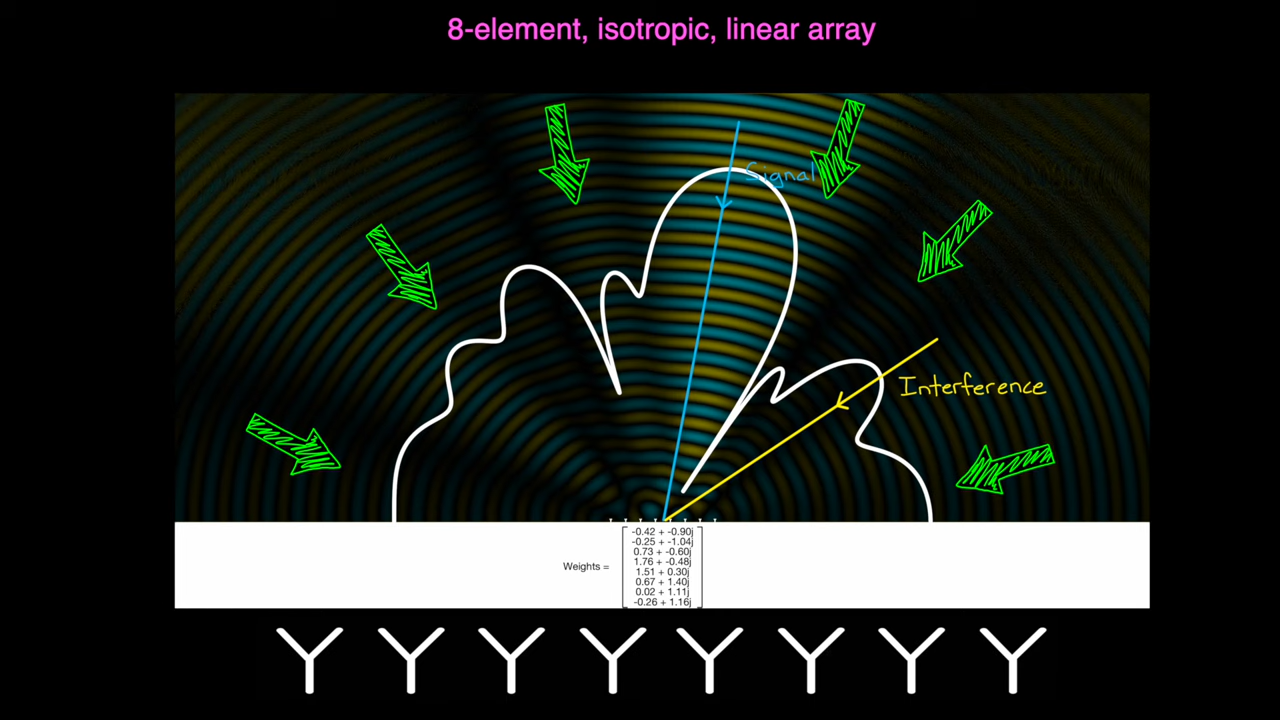 8-element, isotropic, linear array
Signal
Interference
Weights =
-0.42 + -0.90j
-0.25 + -1.04j
0.73 + -0.60j
1.76 + -0.48j
1.51 + 0.30j
0.67 + 1.40j
0.02 + 1.11j
-0.26 + 1.16j